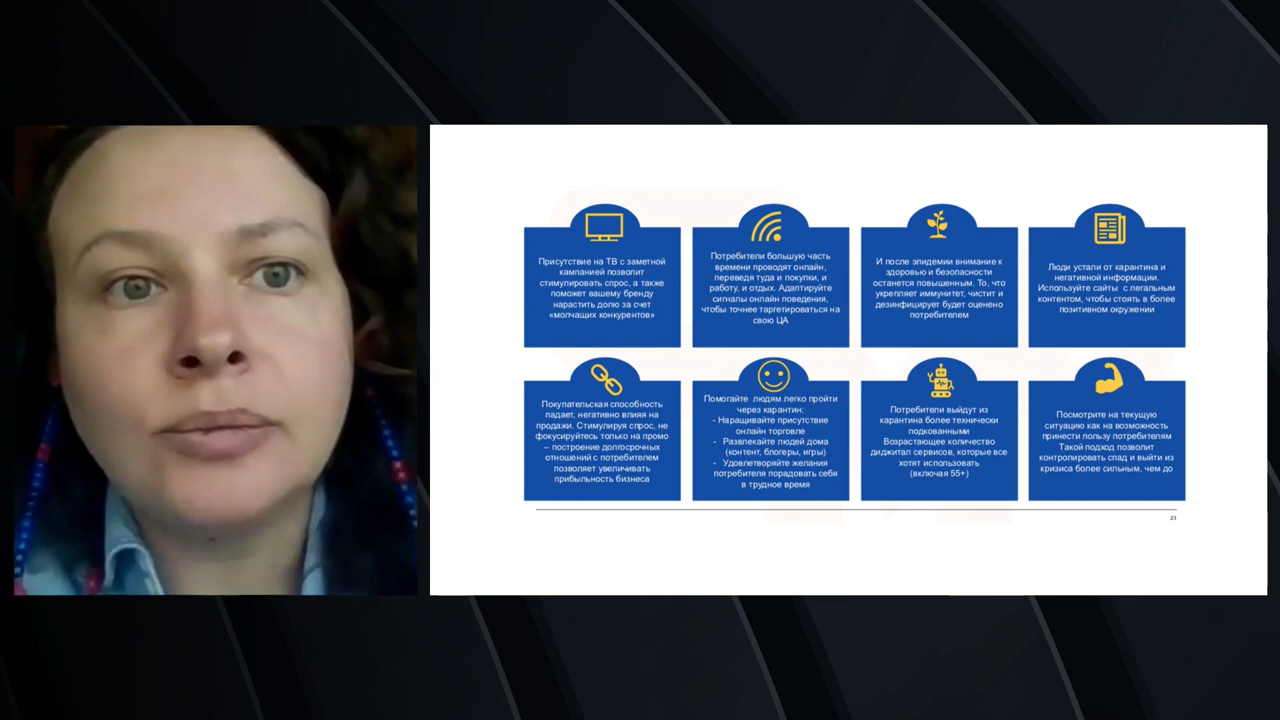 Присутствие на ТВ с заметной
кампанией позволит
стимулировать спрос, а также
поможет вашему бренду
нарастить долю за счет
«молчащих конкурентов»
Потребители большую часть
времени проводят онлайн,
переведя туда и покупки, и
работу, и отдых. Адаптируйте
сигналы онлайн поведения,
чтобы точнее таргетироваться на
свою ЦА
И после эпидемии внимание к
здоровью и безопасности
останется повышенным. То, что
укрепляет иммунитет, чистит и
дезинфицирует будет оценено
потребителем
Люди устали от карантина и
негативной информации.
Используйте сайты с легальным
контентом, чтобы стоять в более
позитивном окружении
Покупательская способность
падает, негативно влияя на
продажи. Стимулируя спрос, не
фокусируйтесь только на промо
– построение долгосрочных
отношений с потребителем
позволяет увеличивать
прибыльность бизнеса
Помогайте людям легко пройти
через карантин:
- Наращивайте присутствие
онлайн торговле
- Развлекайте людей дома
(контент, блогеры, игры)
- Удовлетворяйте желания
потребителя порадовать себя
в трудное время
Потребители выйдут из
карантина более технически
подкованными
Возрастающее количество
диджитал сервисов, которые все
хотят использовать
(включая 55+)
Посмотрите на текущую
ситуацию как на возможность
принести пользу потребителям
Такой подход позволит
контролировать спад и выйти из
кризиса более сильным, чем до
23